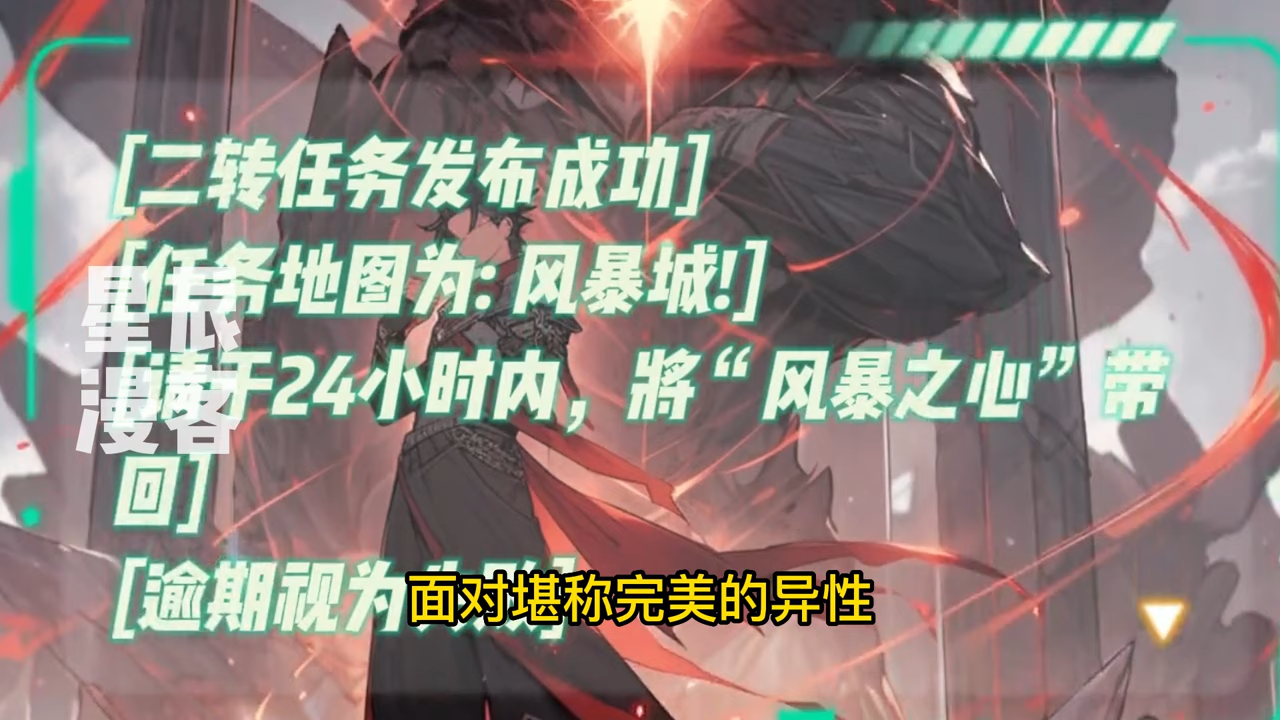 [二转任务发布成功]
[任务地图为:风暴城!]
[请于24小时内，將“风暴之心”带
回]
[逾期视为
面对堪称完美的异性
星辰
漫客